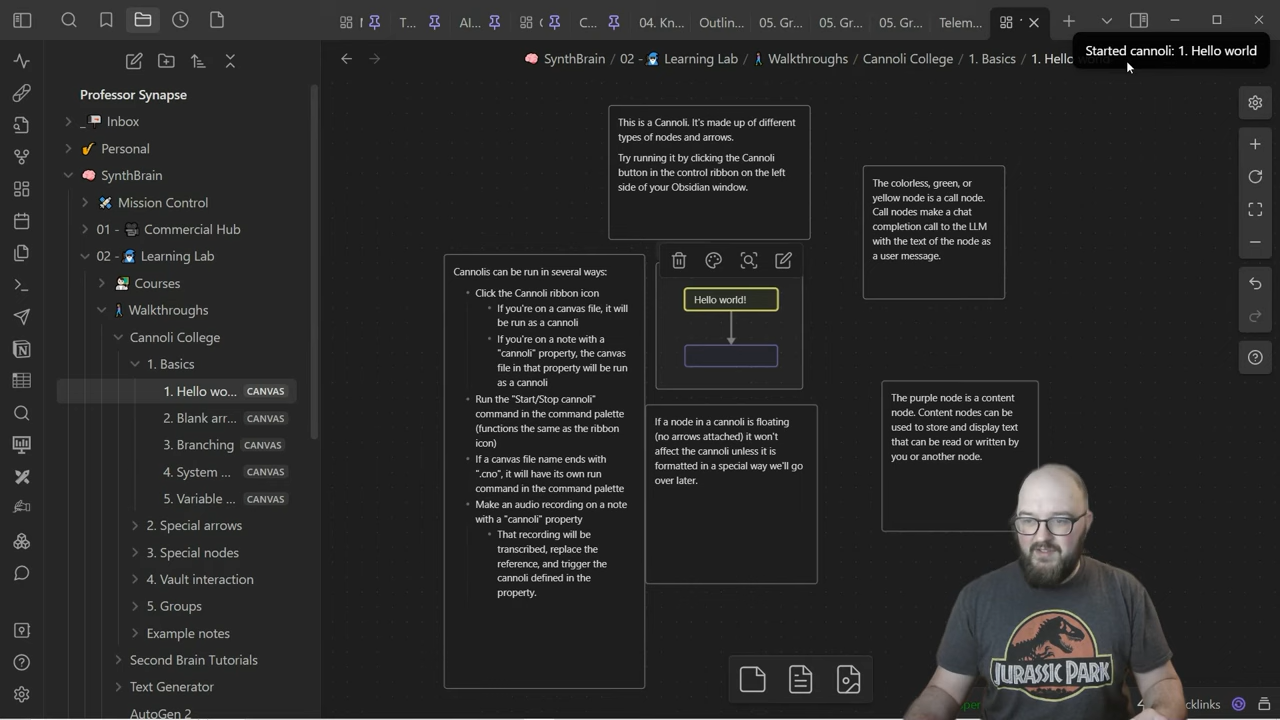 T...
AI...
C...
04. Kn...
Outlin...
05. Gr...
05. Gr...
05. Gr...
Telem...
Started cannoli: 1. Hello world
SynthBrain / 02 - Learning Lab / Walkthroughs / Cannoli College / 1. Basics / 1. Hello
Professor Synapse
Inbox
Personal
SynthBrain
Mission Control
01 - Commercial Hub
02 - Learning Lab
Courses
Walkthroughs
Cannoli College
1. Basics
1. Hello wo... CANVAS
2. Blank arr... CANVAS
3. Branching CANVAS
4. System ... CANVAS
5. Variable ... CANVAS
2. Special arrows
3. Special nodes
4. Vault interaction
5. Groups
Example notes
Second Brain Tutorials
Text Generator
AutoGen 2
This is a Cannoli. It's made up of different
types of nodes and arrows.
Try running it by clicking the Cannoli
button in the control ribbon on the left
side of your Obsidian window.
The colorless, green, or
yellow node is a call node.
Call nodes make a chat
completion call to the LLM
with the text of the node as
a user message.
Cannolis can be run in several ways:
Click the Cannoli ribbon icon
If you're on a canvas file, it will
be run as a cannoli
If you're on a note with a
"cannoli" property, the canvas
file in that property will be run
as a cannoli
Run the "Start/Stop cannoli"
command in the command palette
(functions the same as the ribbon
icon)
If a canvas file name ends with
".cno", it will have its own run
command in the command palette
Make an audio recording on a note
with a "cannoli" property
That recording will be
transcribed, replace the
reference, and trigger the
cannoli defined in the
property.
Hello world!
If a node in a cannoli is floating
(no arrows attached) it won't
affect the cannoli unless it is
formatted in a special way we'll go
over later.
The purple node is a content
node. Content nodes can be
used to store and display text
that can be read or written by
you or another node.
JURASSIC PARK